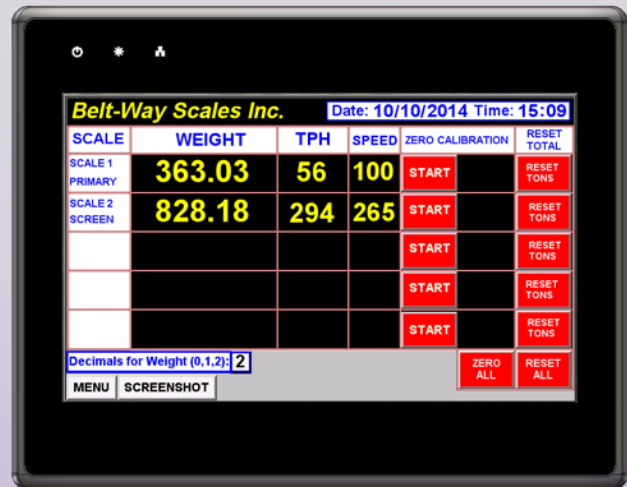 Belt-Way Scales Inc. Date: 10/10/2014 Time: 15:09
SCALE WEIGHT TPH SPEED ZERO CALIBRATION RESET TOTAL
SCALE 1 PRIMARY 363.03 56 100 START RESET TONS
SCALE 2 SCREEN 828.18 294 265 START RESET TONS
START RESET TONS
START RESET TONS
START RESET TONS
Decimals for Weight (0,1,2): 2
ZERO ALL RESET ALL
MENU SCREENSHOT